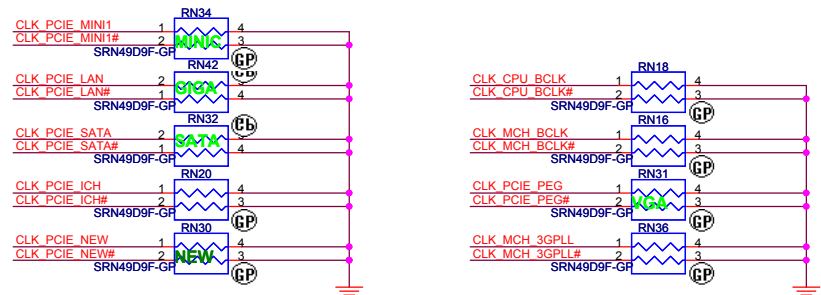 RN34
CLK_PCIE_MINI1 1 4
CLK_PCIE_MINI1# 2 3
MINIC
SRN49D9F-GP GP
RN42
CLK_PCIE_LAN 2
CLK_PCIE_LAN# 1 4
GIGA
SRN49D9F-GP
RN32
Cb
CLK_PCIE_SATA 2
CLK_PCIE_SATA# 1 4
SATA
SRN49D9F-GP
RN20
CLK_PCIE_ICH 1 4
CLK_PCIE_ICH# 2 3
SRN49D9F-GP GP
RN30
CLK_PCIE_NEW 1 4
CLK_PCIE_NEW# 2 3
NEW
SRN49D9F-GP GP
RN18
CLK_CPU_BCLK 1 4
CLK_CPU_BCLK# 2 3
SRN49D9F-GP GP
RN16
CLK_MCH_BCLK 1 4
CLK_MCH_BCLK# 2 3
SRN49D9F-GP GP
RN31
CLK_PCIE_PEG 1 4
CLK_PCIE_PEG# 2 3
VGA
SRN49D9F-GP GP
RN36
CLK_MCH_3GPLL 1 4
CLK_MCH_3GPLL# 2 3
SRN49D9F-GP GP